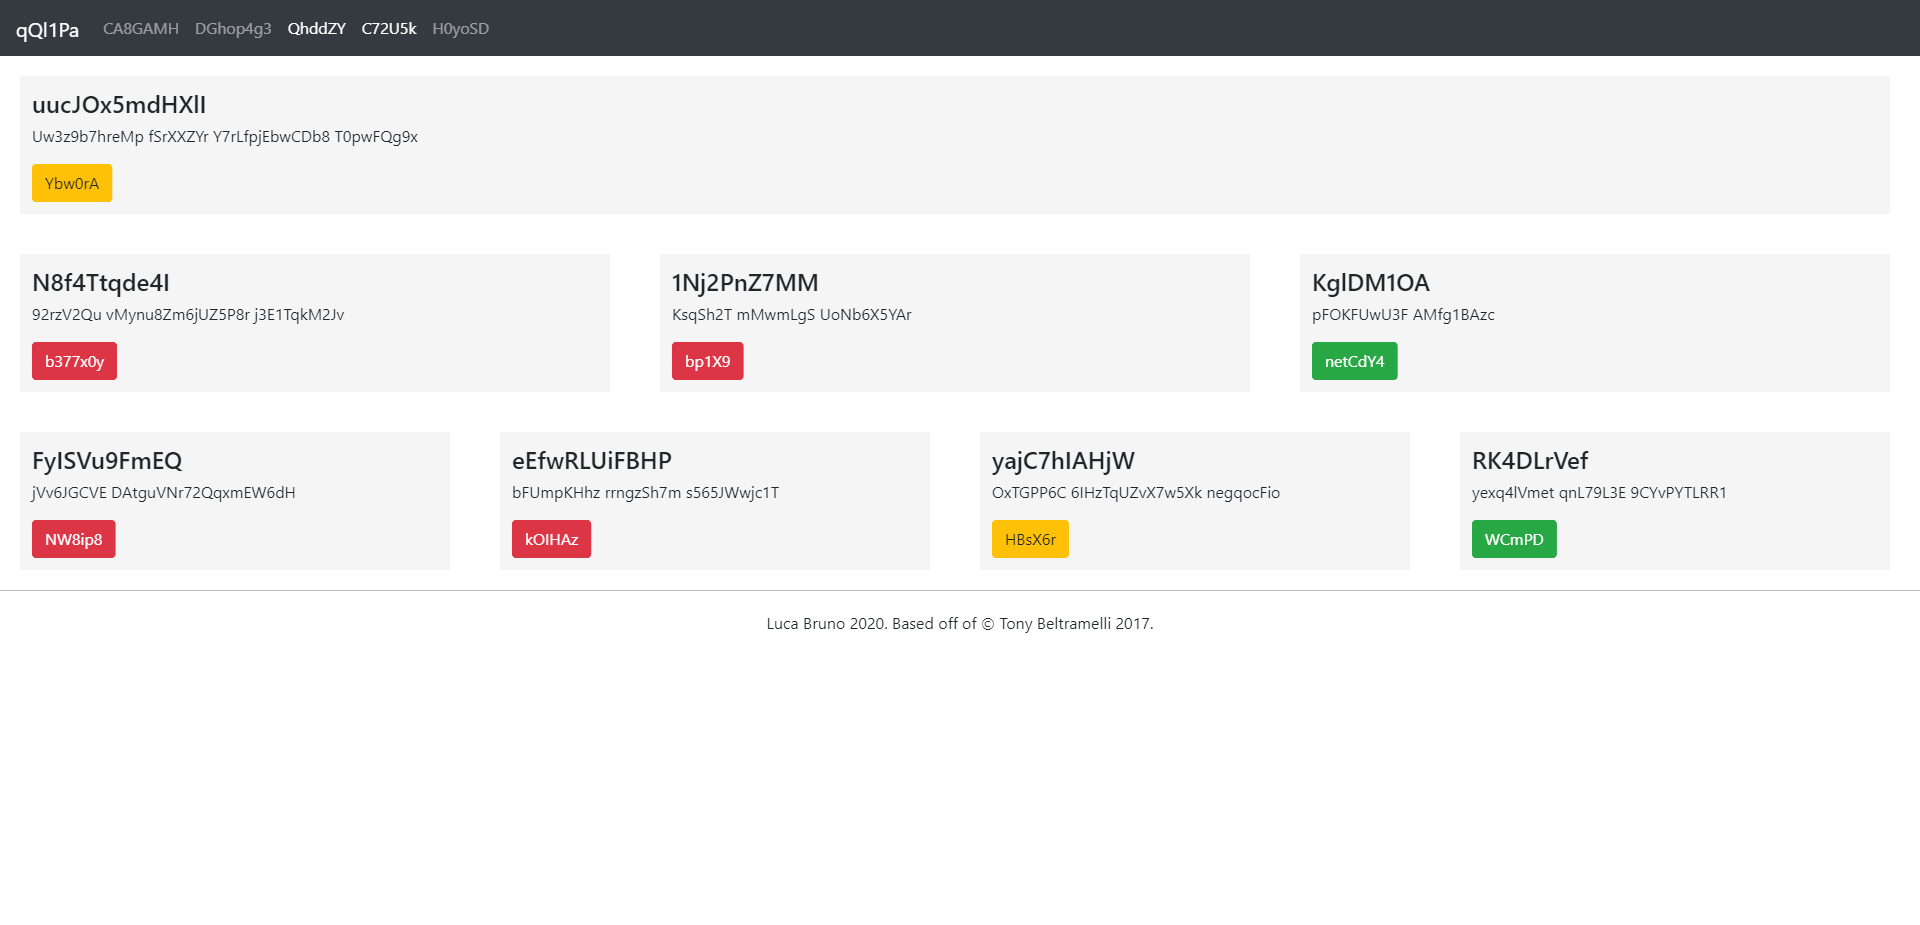 qQl1Pa CA8GAMH DGhop4g3 QhddZY C72U5k H0yoSD
uucJOx5mdHXlI
Uw3z9b7hreMp fSrXXZYr Y7rLfpjEbwCDb8 T0pwFQg9x
Ybw0rA
N8f4Ttqde4I
92rzV2Qu vMynu8Zm6jUZ5P8r j3E1TqkM2Jv
b377x0y
1Nj2PnZ7MM
KsqSh2T mMwmLgS UoNb6X5YAr
bp1X9
KglDM1OA
pFOKFUwU3F AMfg1BAzc
netCdY4
FyISVu9FmEQ
jVv6JGCVE DAtguVNr72QqxmEW6dH
NW8ip8
eEfwRLUiFBHP
bFUmpKHhz rrngzSh7m s565JWwjc1T
kOIHAz
yajC7hIAHjW
OxTGPP6C 6IHzTqUZvX7w5Xk negqocFio
HBsX6r
RK4DLrVef
yexq4lVmet qnL79L3E 9CYvPYTLRR1
WCmPD
Luca Bruno 2020. Based off of © Tony Beltramelli 2017.